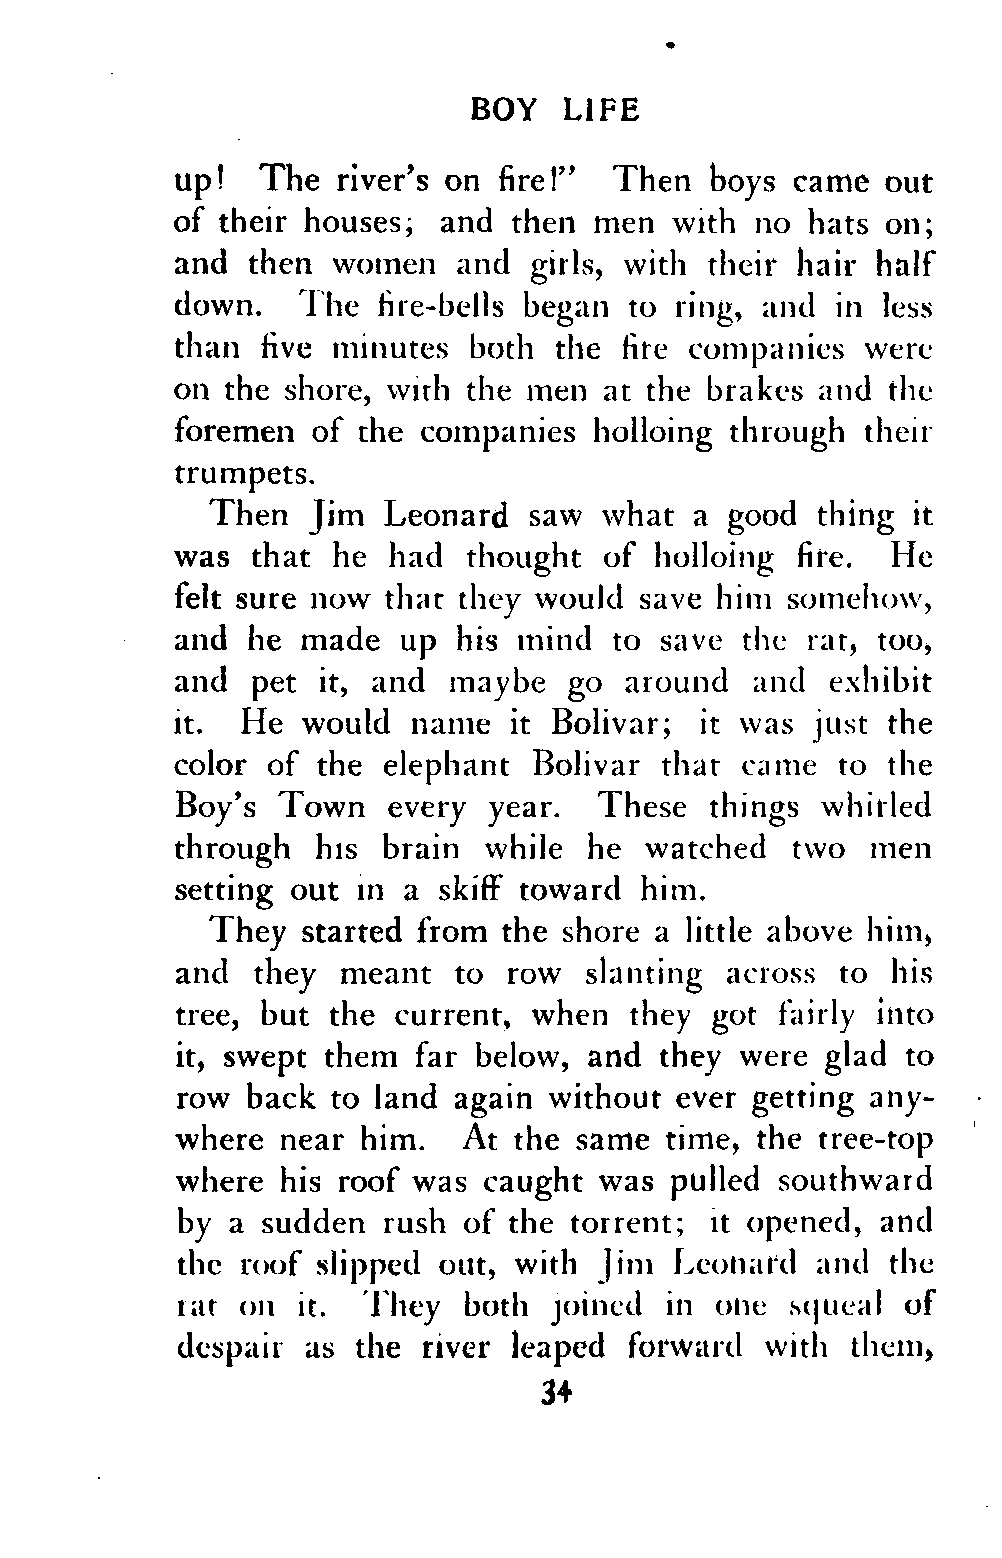 BOY LIFE
up! The river's on fire!" Then boys came out
of their houses; and then men with no hats on;
and then women and girls, with their hair half
down. The fire-bells began to ring, and in less
than five minutes both the fire companies were
on the shore, with the men at the brakes and the
foremen of the companies holloing through their
trumpets.
Then Jim Leonard saw what a good thing it
was that he had thought of holloing fire. He
felt sure now that they would save him somehow,
and he made up his mind to save the rat, too,
and pet it, and maybe go around and exhibit
it. He would name it Bolivar; it was just the
color of the elephant Bolivar that came to the
Boy's Town every year. These things whirled
through his brain while he watched two men
setting out in a skiff toward him.
They started from the shore a little above him,
and they meant to row slanting across to his
tree, but the current, when they got fairly into
it, swept them far below, and they were glad to
row back to land again without ever getting any-
where near him. At the same time, the tree-top
where his roof was caught was pulled southward
by a sudden rush of the torrent; it opened, and
the roof slipped out, with Jim Leonard and the
rat on it. They both joined in one squeal of
despair as the river leaped forward with them,
34